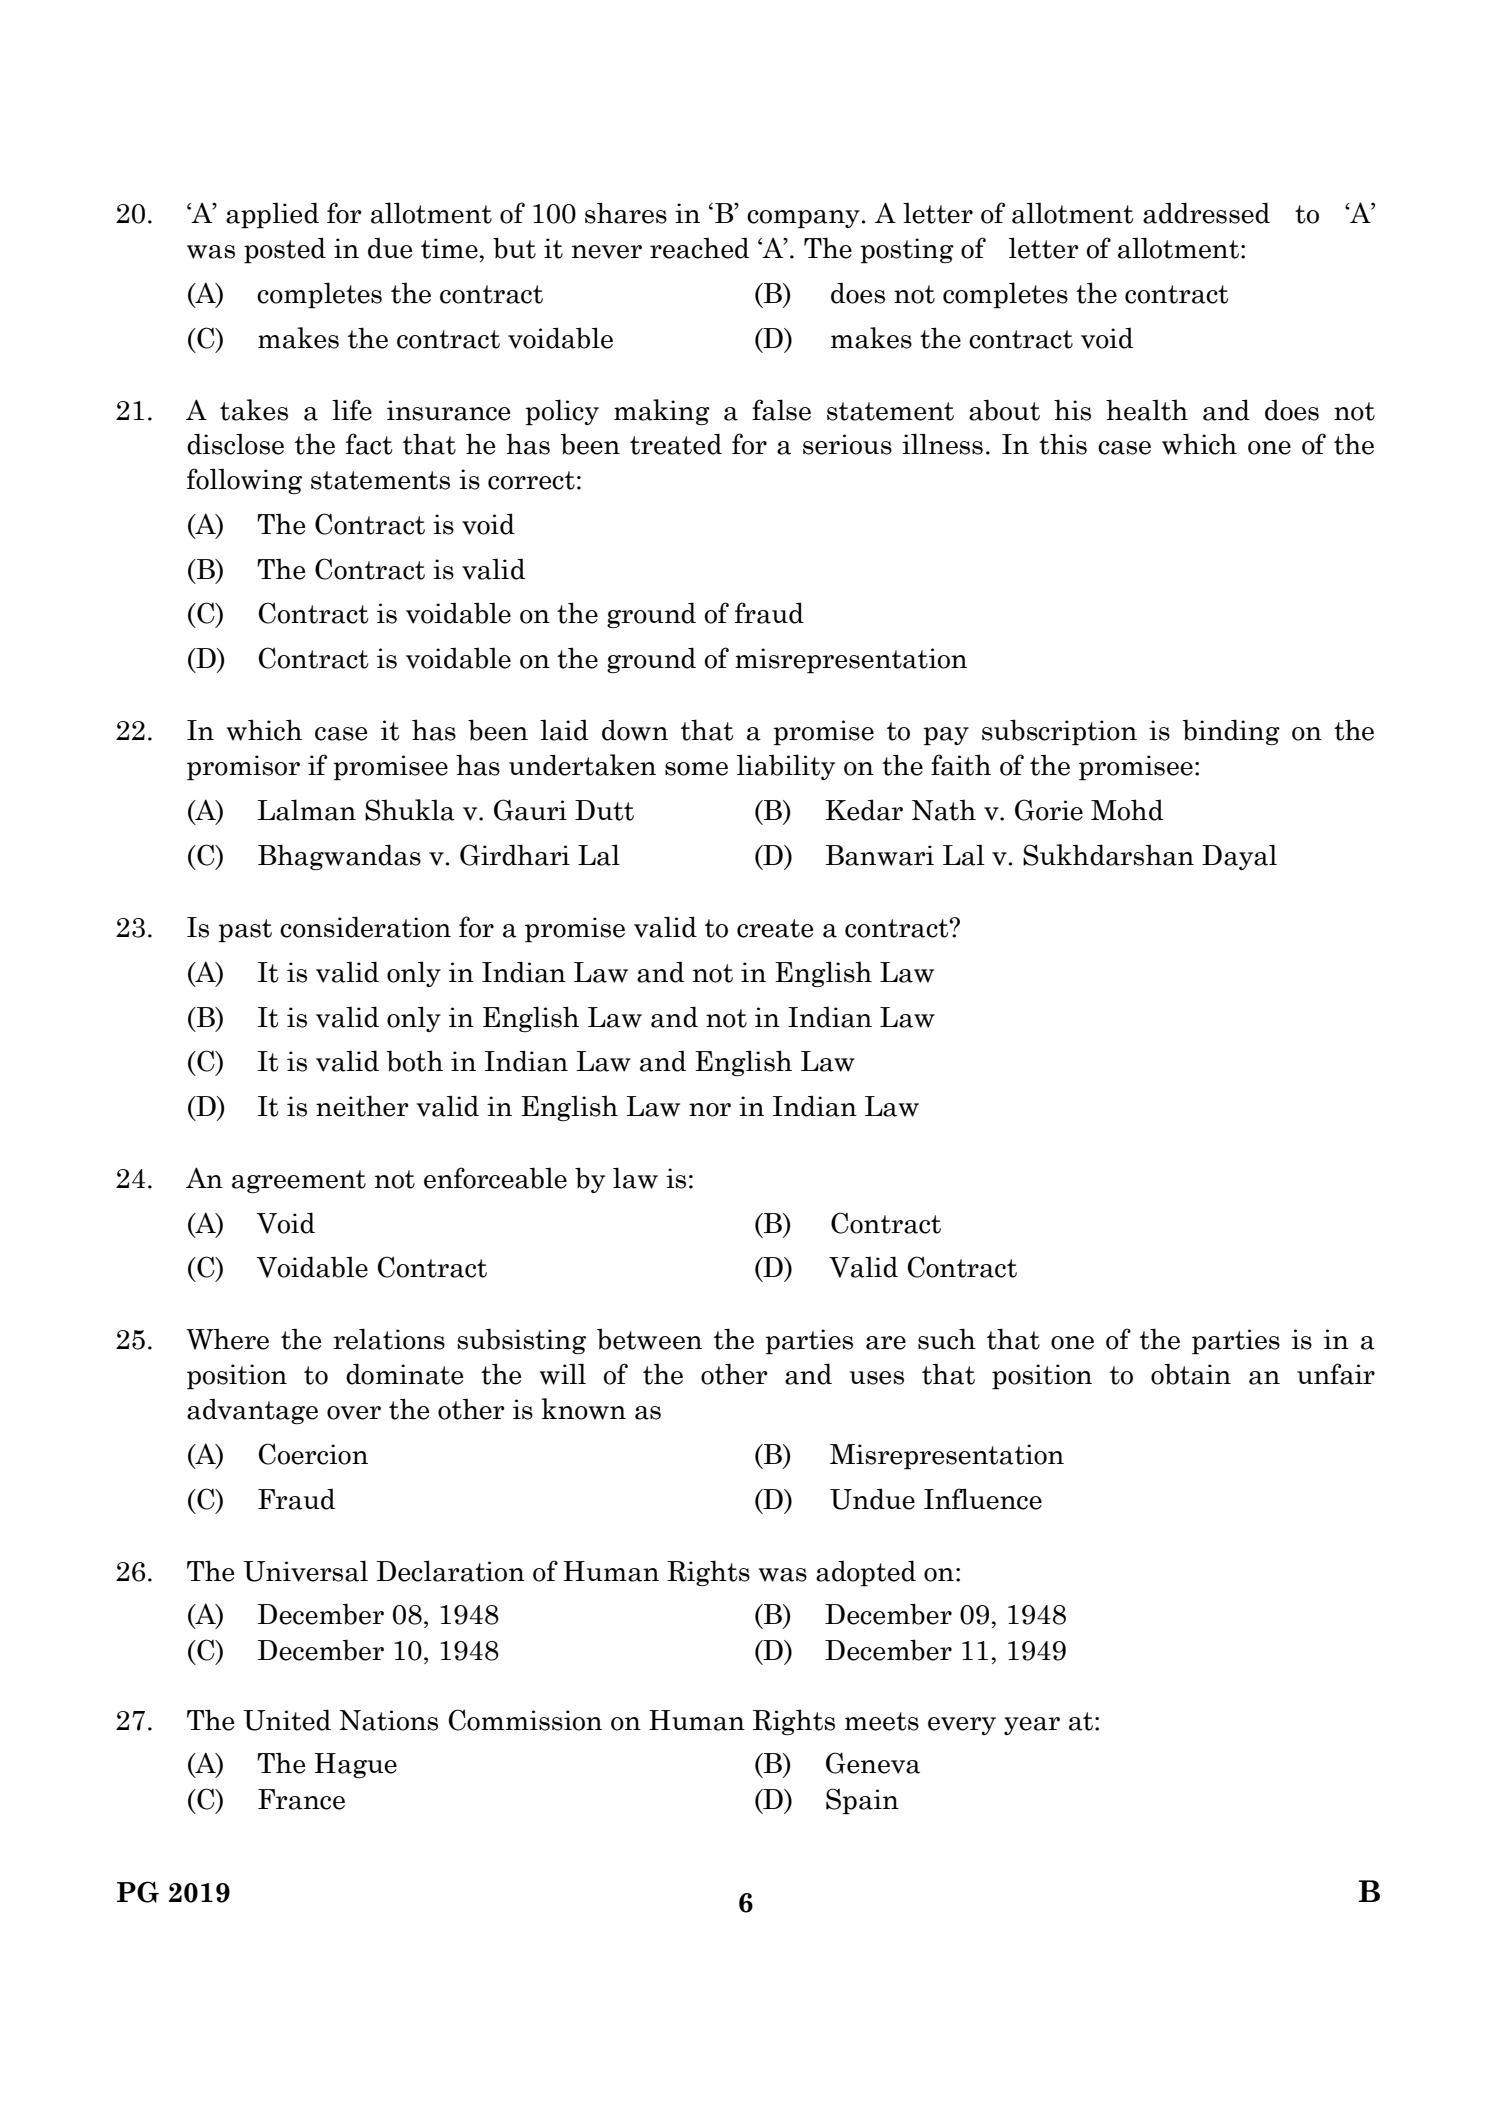 20. ‘A’ applied for allotment of 100 shares in ‘B’ company. A letter of allotment addressed to ‘A’
was posted in due time, but it never reached ‘A’. The posting of letter of allotment:
(A) completes the contract (B) does not completes the contract
(C) makes the contract voidable (D) makes the contract void
21. A takes a life insurance policy making a false statement about his health and does not
disclose the fact that he has been treated for a serious illness. In this case which one of the
following statements is correct:
(A) The Contract is void
(B) The Contract is valid
(C) Contract is voidable on the ground of fraud
(D) Contract is voidable on the ground of misrepresentation
22. In which case it has been laid down that a promise to pay subscription is binding on the
promisor if promisee has undertaken some liability on the faith of the promisee:
(A) Lalman Shukla v. Gauri Dutt (B) Kedar Nath v. Gorie Mohd
(C) Bhagwandas v. Girdhari Lal (D) Banwari Lal v. Sukhdarshan Dayal
23. Is past consideration for a promise valid to create a contract?
(A) It is valid only in Indian Law and not in English Law
(B) It is valid only in English Law and not in Indian Law
(C) It is valid both in Indian Law and English Law
(D) It is neither valid in English Law nor in Indian Law
24. An agreement not enforceable by law is:
(A) Void (B) Contract
(C) Voidable Contract (D) Valid Contract
25. Where the relations subsisting between the parties are such that one of the parties is in a
position to dominate the will of the other and uses that position to obtain an unfair
advantage over the other is known as
(A) Coercion (B) Misrepresentation
(C) Fraud (D) Undue Influence
26. The Universal Declaration of Human Rights was adopted on:
(A) December 08, 1948 (B) December 09, 1948
(C) December 10, 1948 (D) December 11, 1949
27. The United Nations Commission on Human Rights meets every year at:
(A) The Hague (B) Geneva
(C) France (D) Spain
PG 2019 6 B